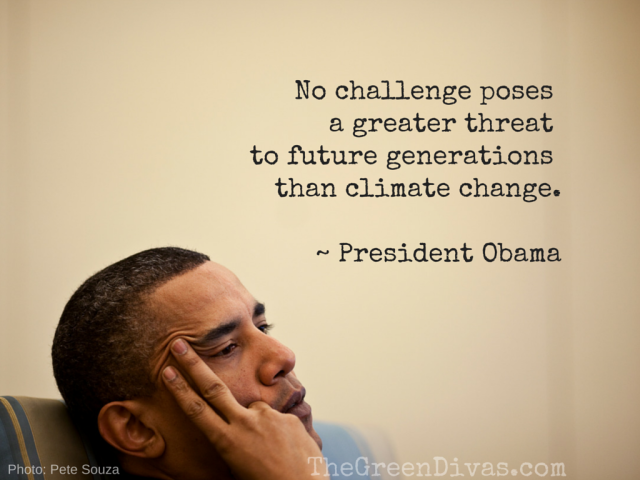 No challenge poses
a greater threat
to future generations
than climate change.
~ President Obama
Photo: Pete Souza
TheGreenDivas.com